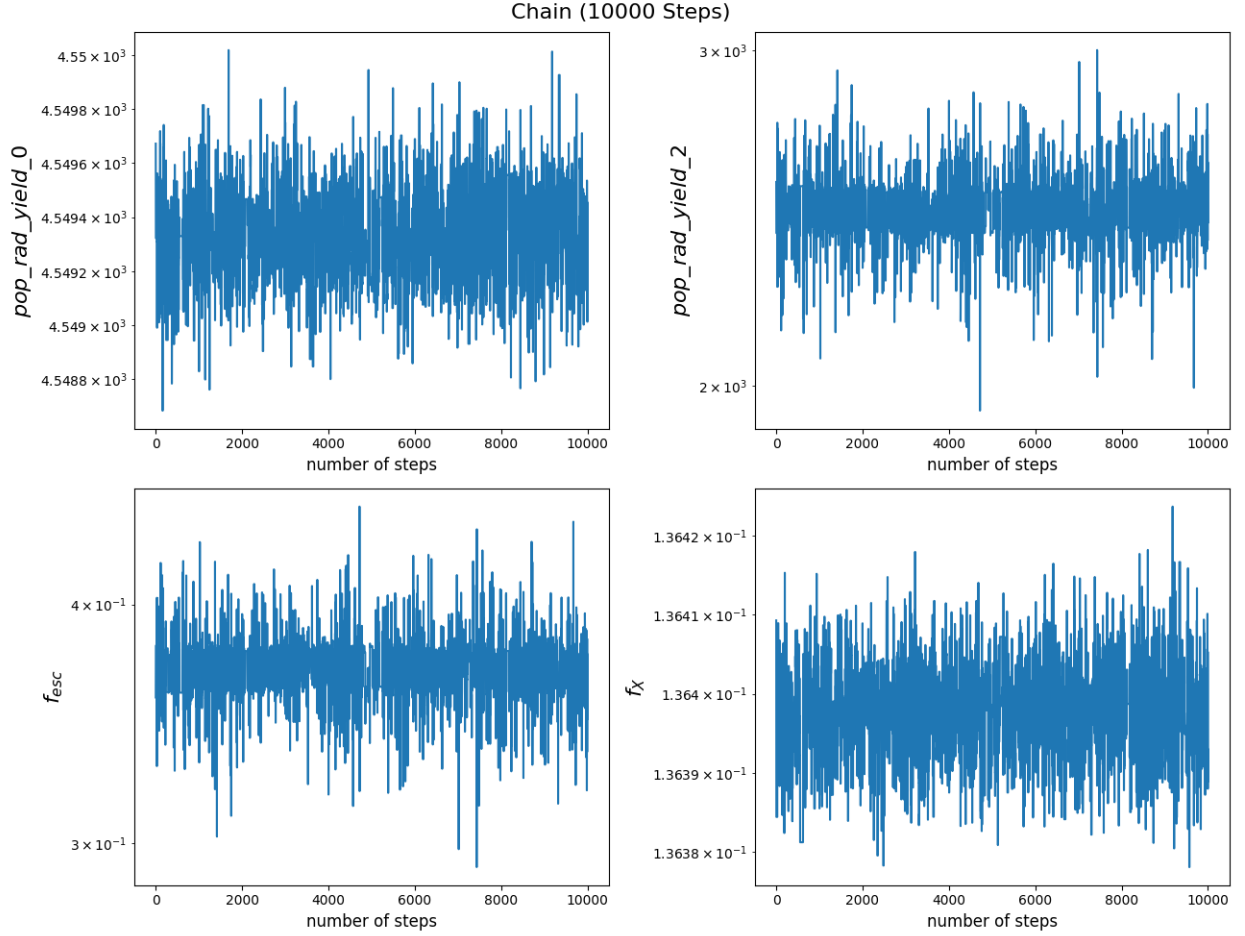 Chain (10000 Steps)
pop_rad_yield_0
4.55 × 10³
4.5498 × 10³
4.5496 × 10³
4.5494 × 10³
4.5492 × 10³
4.549 × 10³
4.5488 × 10³
0 2000 4000 6000 8000 10000
number of steps
pop_rad_yield_2
3 × 10³
2 × 10³
0 2000 4000 6000 8000 10000
number of steps
f_esc
4 × 10⁻¹
3 × 10⁻¹
0 2000 4000 6000 8000 10000
number of steps
f_X
1.3642 × 10⁻¹
1.3641 × 10⁻¹
1.364 × 10⁻¹
1.3639 × 10⁻¹
1.3638 × 10⁻¹
0 2000 4000 6000 8000 10000
number of steps